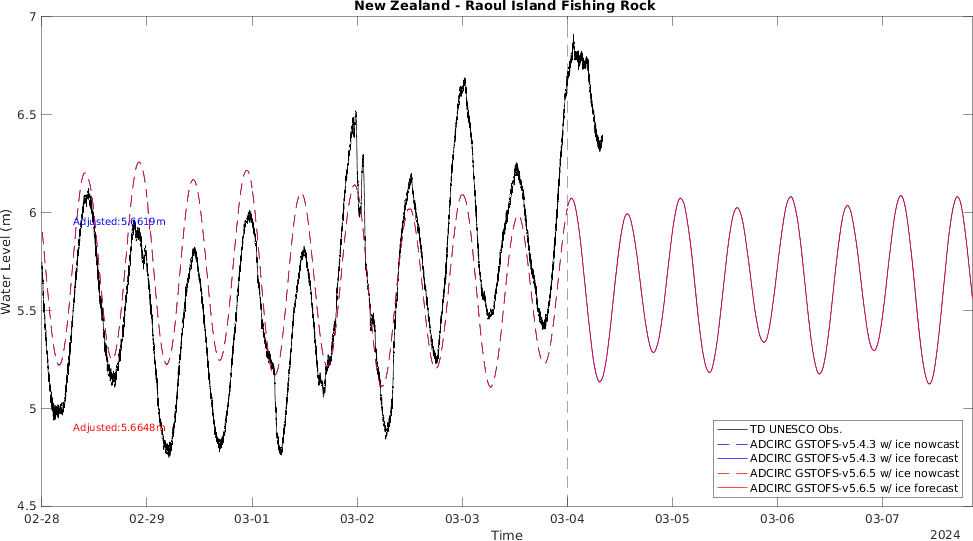 New Zealand - Raoul Island Fishing Rock
7
6.5
6
5.5
5
4.5
Water Level (m)
Adjusted:5.6619m
Adjusted:5.6648m
TD UNESCO Obs.
ADCIRC GSTOFS-v5.4.3 w/ ice nowcast
ADCIRC GSTOFS-v5.4.3 w/ ice forecast
ADCIRC GSTOFS-v5.6.5 w/ ice nowcast
ADCIRC GSTOFS-v5.6.5 w/ ice forecast
02-28 02-29 03-01 03-02 03-02 03-04 03-05 03-06 03-07
Time
2024